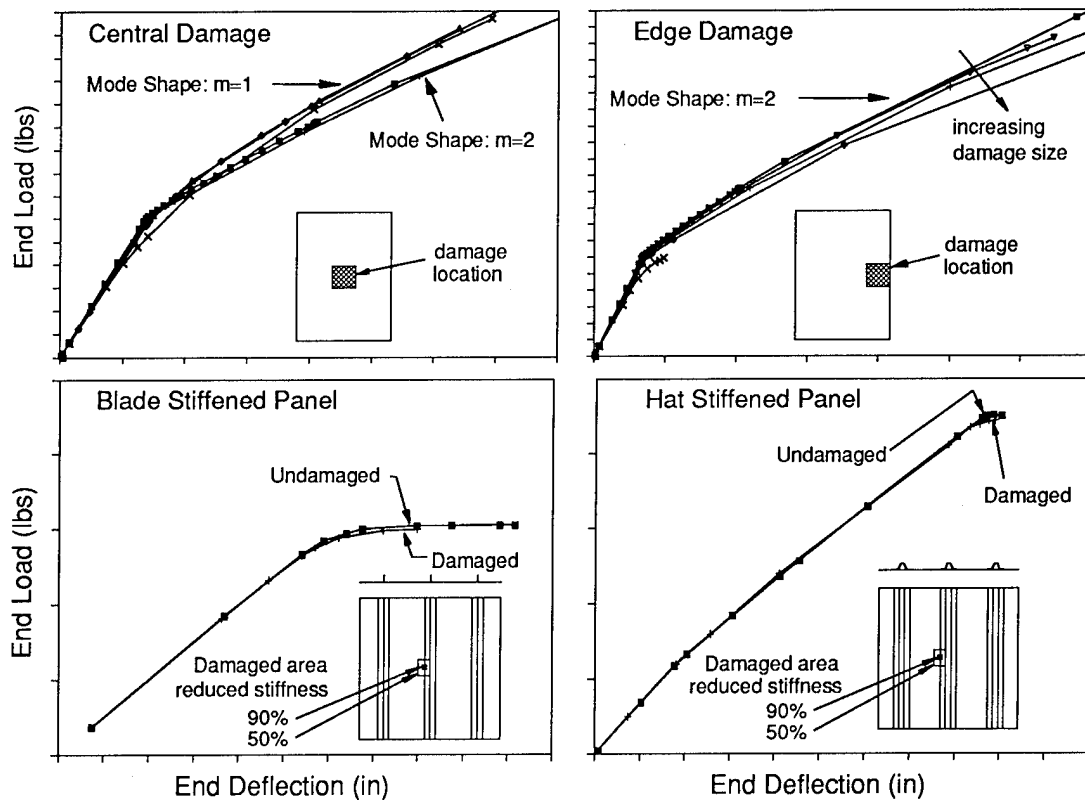 Central Damage
Mode Shape: m=1
Mode Shape: m=2
damage
location
End Load (lbs)
Edge Damage
Mode Shape: m=2
increasing
damage size
damage
location
Blade Stiffened Panel
Undamaged
Damaged
Damaged area
reduced stiffness
90%
50%
End Load (lbs)
End Deflection (in)
Hat Stiffened Panel
Undamaged
Damaged
Damaged area
reduced stiffness
90%
50%
End Deflection (in)